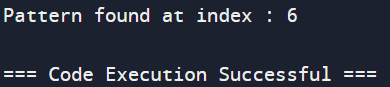 Pattern found at index : 6
=== Code Execution Successful ===